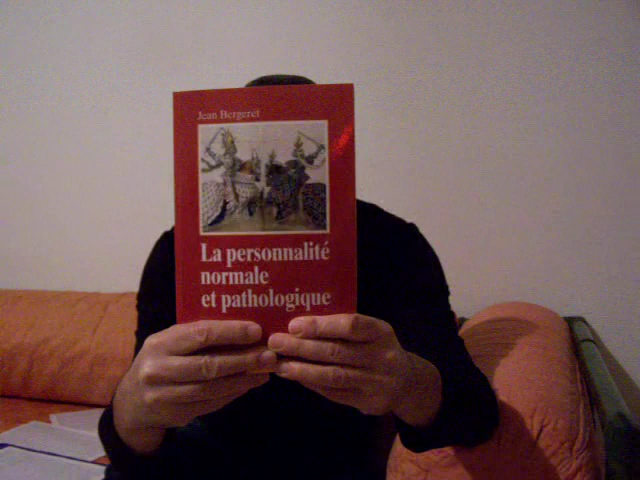 Jean Bergeret
La personnalité
normale
et pathologique